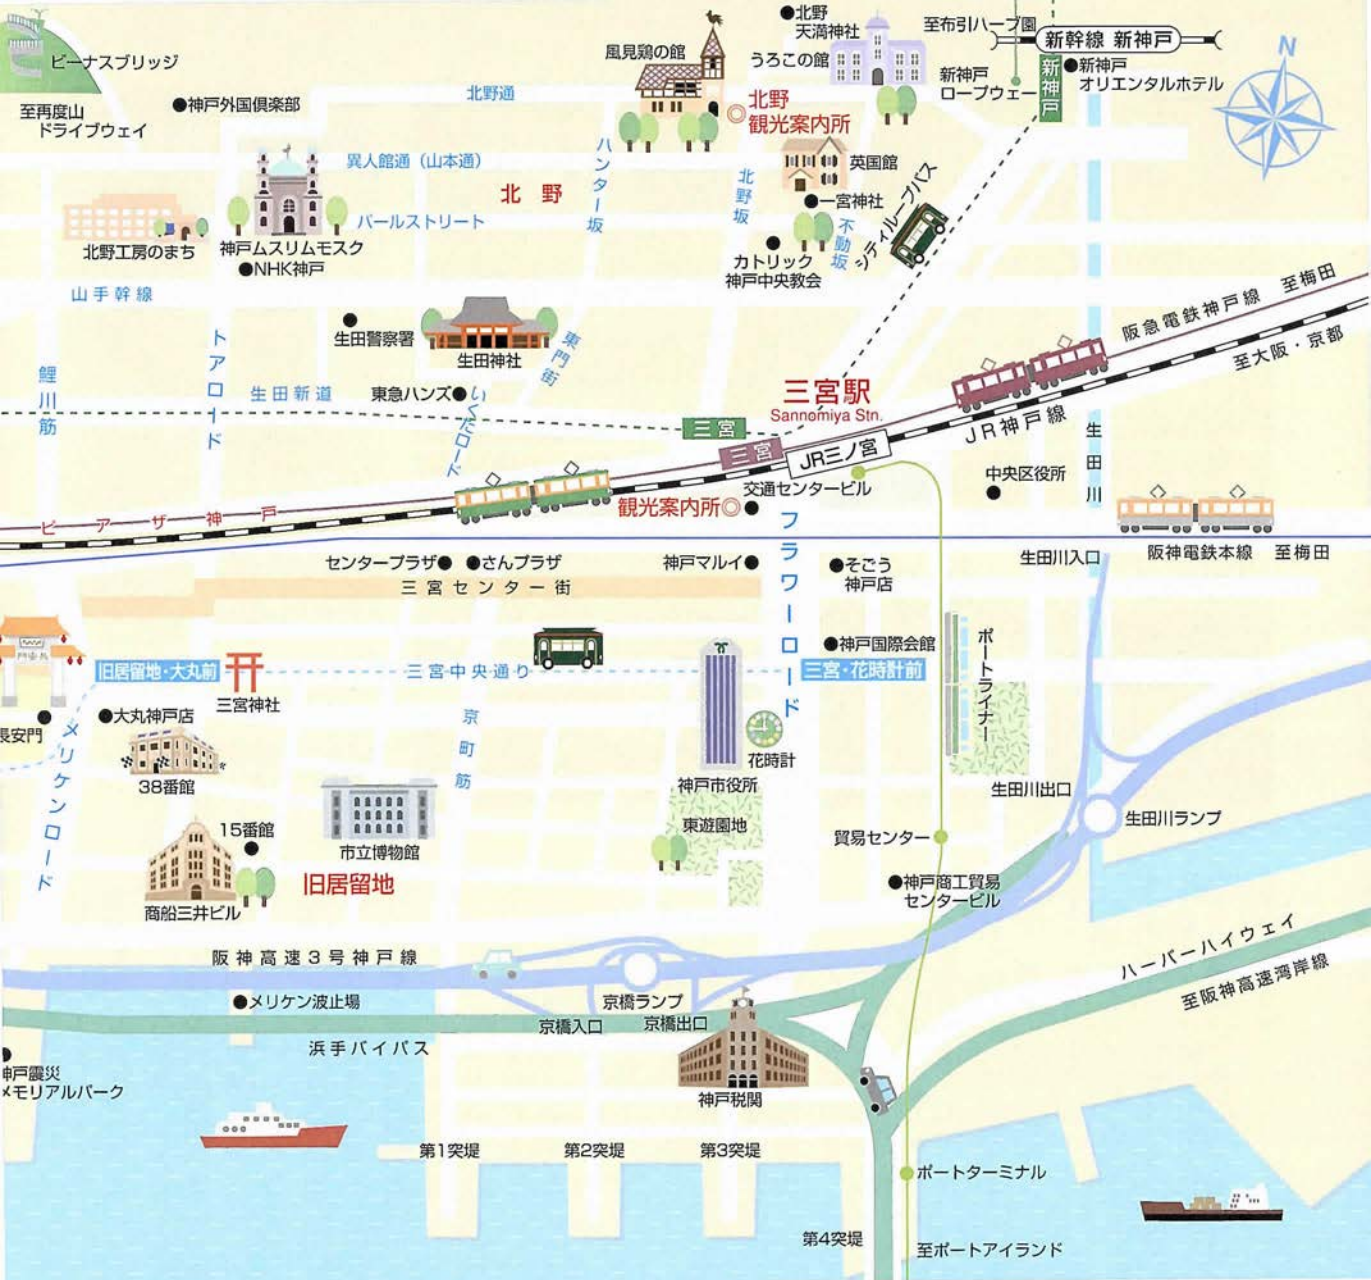 ビーナスブリッジ
至再度山
ドライブウェイ
神戸外国倶楽部
北野通
風見鶏の館
北野
天満神社
うろこの館
至布引ハーブ園
新幹線 新神戸
新神戸
ロープウェー
新神戸
新神戸
オリエンタルホテル
N
北野
観光案内所
異人館通（山本通）
北 野
ハンター坂
北野坂
英国館
一宮神社
不動坂
シティループバス
パールストリート
北野工房のまち
神戸ムスリムモスク
NHK神戸
カトリック
神戸中央教会
山手幹線
生田警察署
生田神社
東門街
トアロード
鯉川筋
生田新道
東急ハンズ
いくたロード
三宮駅
Sannomiya Stn.
三宮
三宮
JR三ノ宮
阪急電鉄神戸線 至梅田
至大阪・京都
JR神戸線
生田川
中央区役所
交通センタービル
観光案内所
ピアザ神戸
フラワーロード
阪神電鉄本線 至梅田
生田川入口
センタープラザ
さんプラザ
神戸マルイ
そごう
神戸店
三宮センター街
神戸国際会館
ポートライナー
旧居留地・大丸前
三宮中央通り
三宮・花時計前
三宮神社
長安門
長安門
大丸神戸店
メリケンロード
38番館
京町筋
花時計
神戸市役所
生田川出口
生田川ランプ
15番館
市立博物館
東遊園地
貿易センター
旧居留地
商船三井ビル
神戸商工貿易
センタービル
阪神高速3号神戸線
ハーバーハイウェイ
至阪神高速湾岸線
メリケン波止場
京橋ランプ
京橋入口
京橋出口
浜手バイパス
神戸震災
メモリアルパーク
神戸税関
第1突堤
第2突堤
第3突堤
ポートターミナル
第4突堤
至ポートアイランド